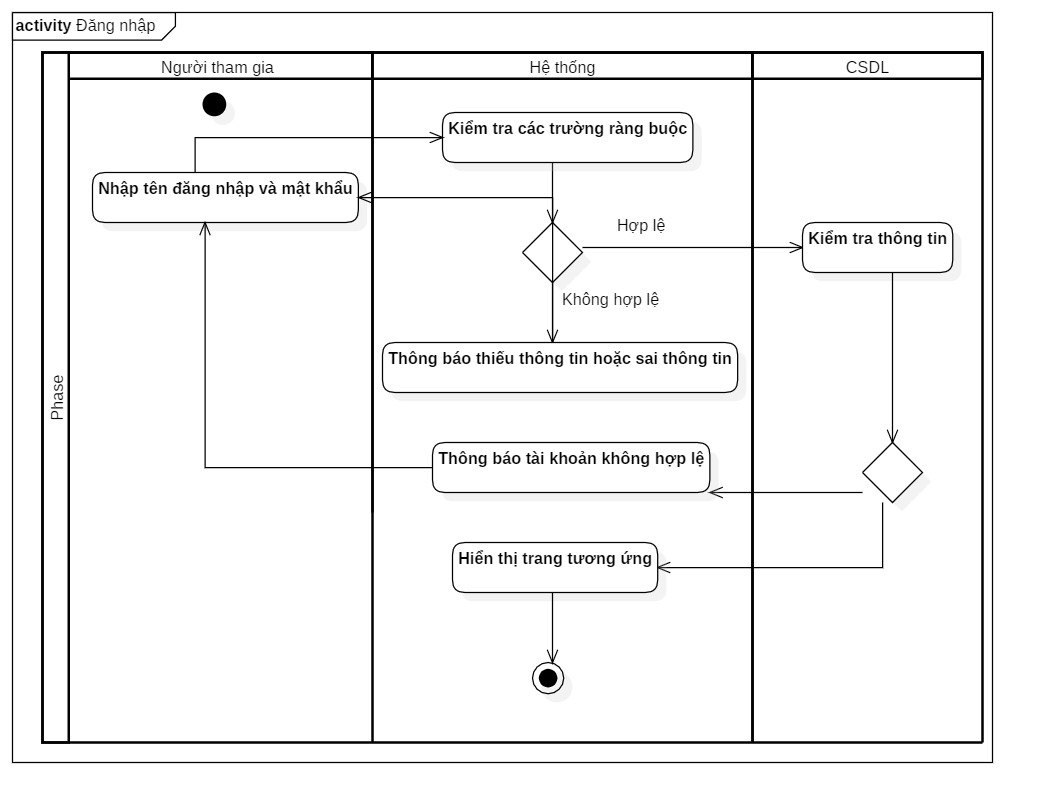 activity Đăng nhập
Người tham gia
Hệ thống
CSDL
Kiểm tra các trường ràng buộc
Nhập tên đăng nhập và mật khẩu
Hợp lệ
Kiểm tra thông tin
Không hợp lệ
Thông báo thiếu thông tin hoặc sai thông tin
Phase
Thông báo tài khoản không hợp lệ
Hiển thị trang tương ứng